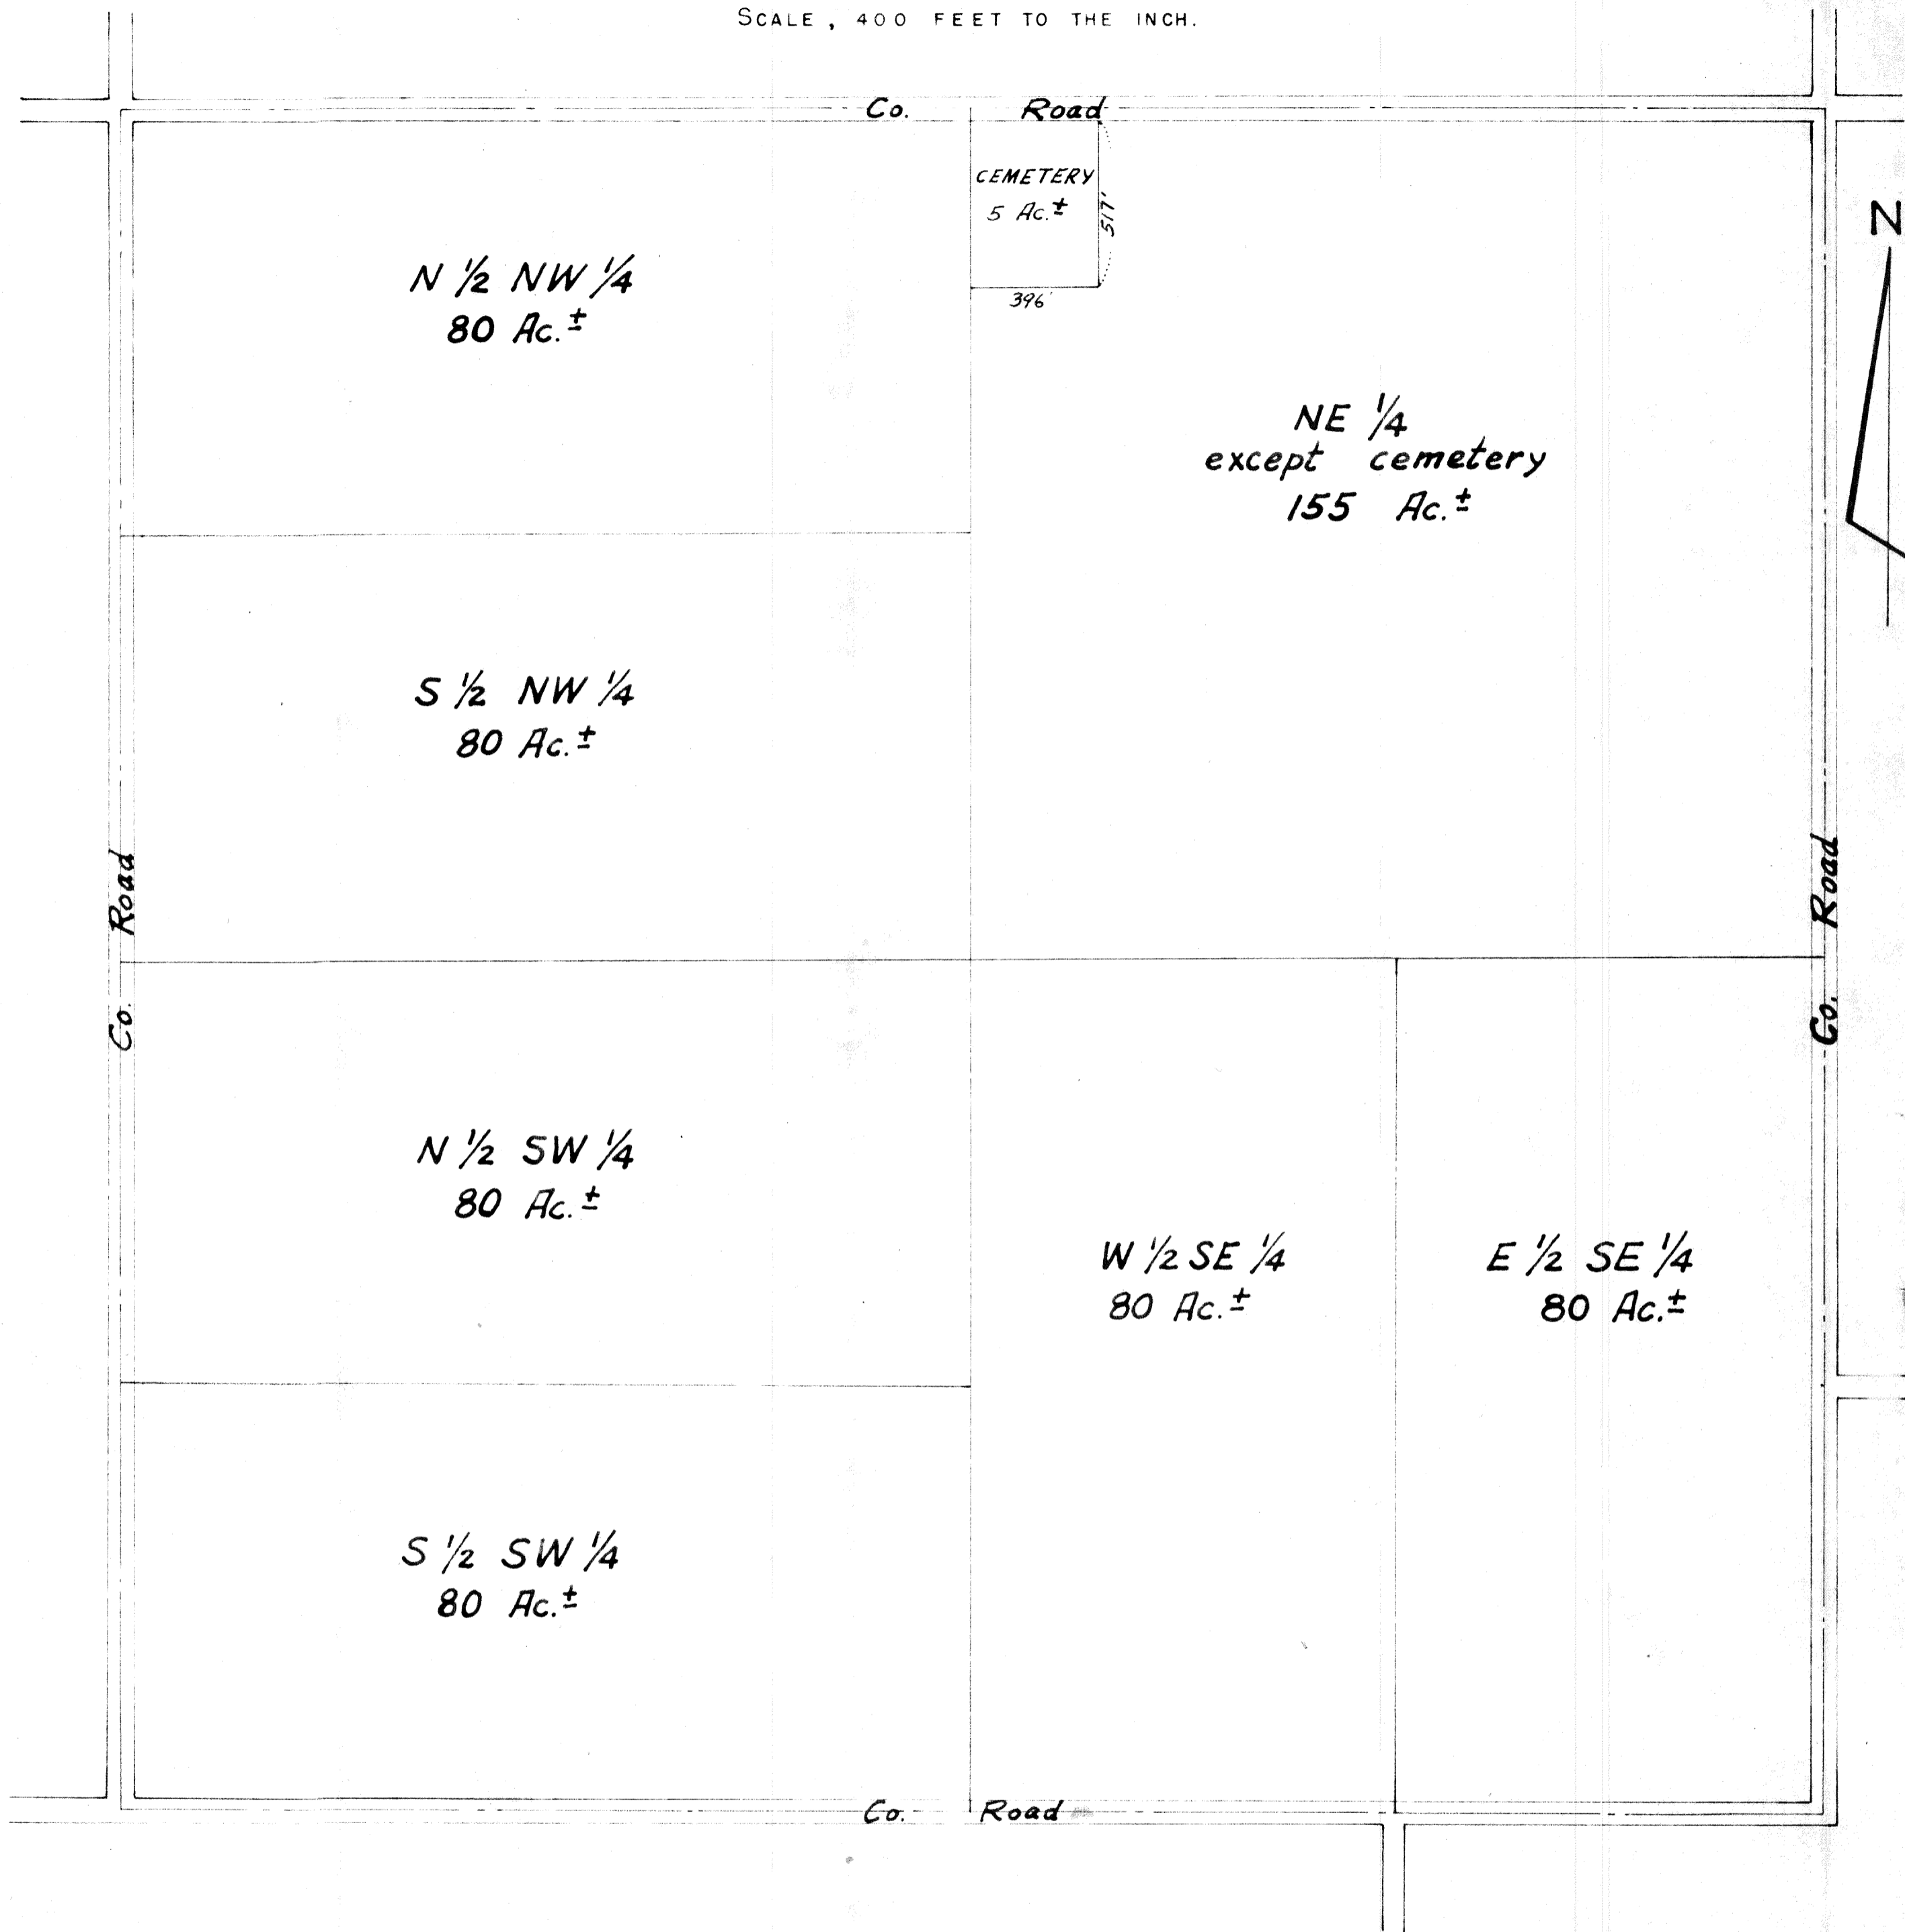 SCALE, 400 FEET TO THE INCH.
Co. Road
CEMETERY
5 Ac.±
517'
396'
N
N ½ NW ¼
80 Ac.±
NE ¼
except cemetery
155 Ac.±
S ½ NW ¼
80 Ac.±
Co. Road
Co. Road
N ½ SW ¼
80 Ac.±
W ½ SE ¼
80 Ac.±
E ½ SE ¼
80 Ac.±
S ½ SW ¼
80 Ac.±
Co. Road